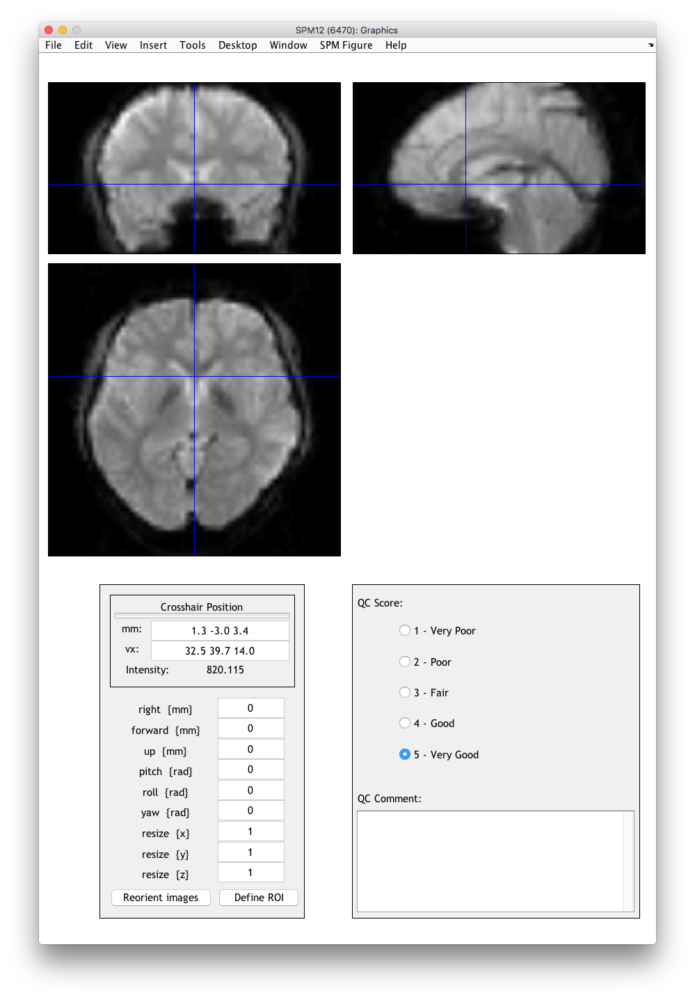 SPM12 (6470): Graphics
File Edit View Insert Tools Desktop Window SPM Figure Help
Crosshair Position
mm: 1.3 -3.0 3.4
vx: 32.5 39.7 14.0
Intensity: 820.115
right {mm} 0
forward {mm} 0
up {mm} 0
pitch {rad} 0
roll {rad} 0
yaw {rad} 0
resize {x} 1
resize {y} 1
resize {z} 1
Reorient images Define ROI
QC Score:
1 - Very Poor
2 - Poor
3 - Fair
4 - Good
5 - Very Good
QC Comment: